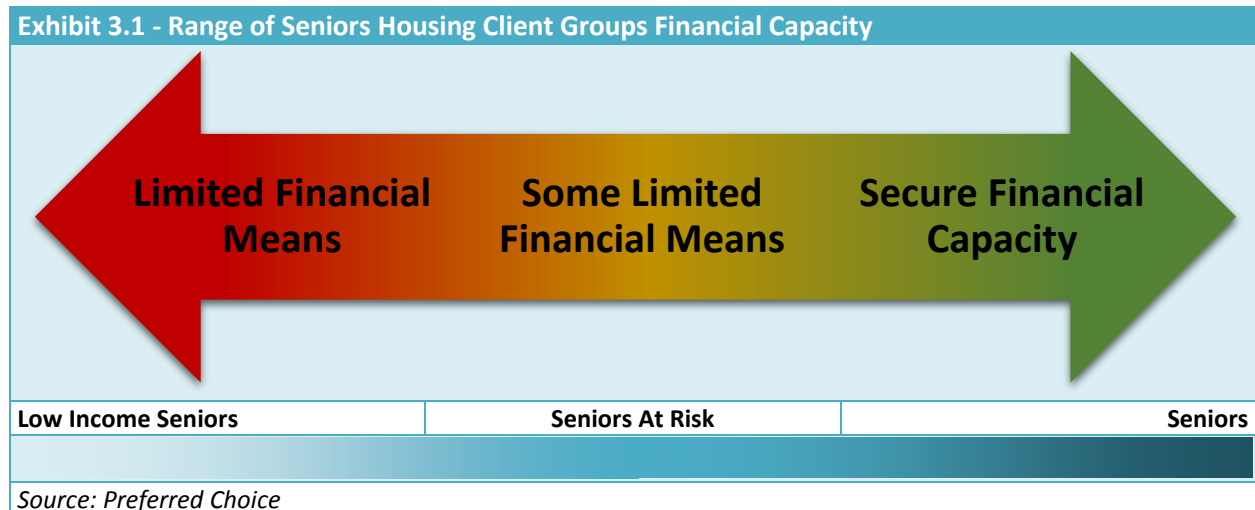 Exhibit 3.1 - Range of Seniors Housing Client Groups Financial Capacity
Limited Financial
Means
Some Limited
Financial Means
Secure Financial
Capacity
Low Income Seniors
Seniors At Risk
Seniors
Source: Preferred Choice